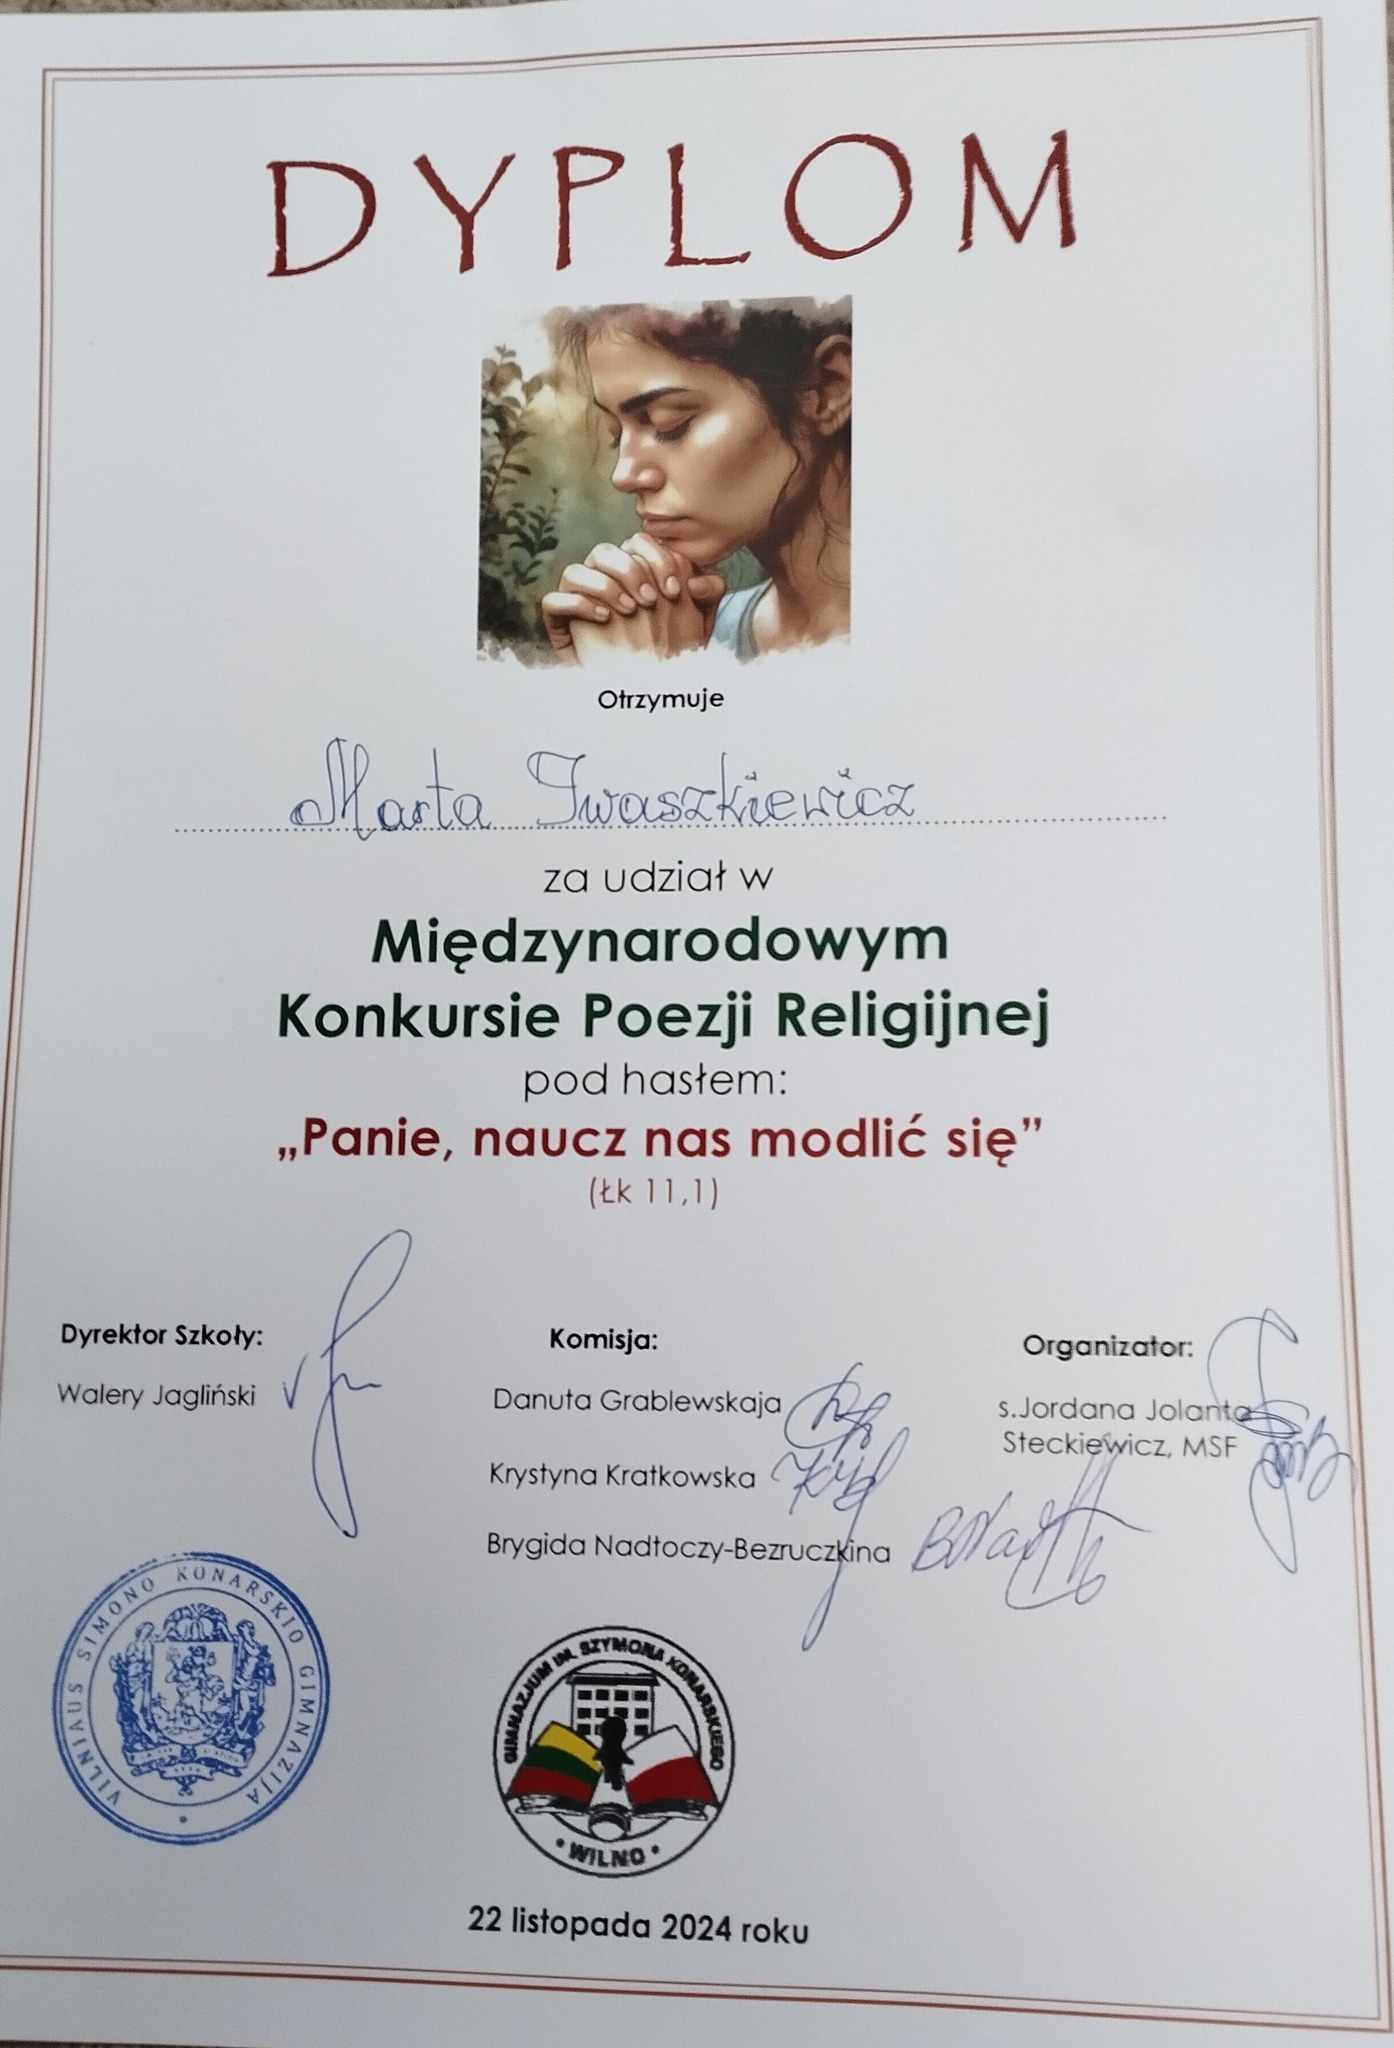 DYPLOM
Otrzymuje
Marta Iwaszkiewicz
za udział w
Międzynarodowym
Konkursie Poezji Religijnej
pod hasłem:
„Panie, naucz nas modlić się”
(Łk 11,1)
Dyrektor Szkoły:
Walery Jagliński
Komisja:
Danuta Grablewskaja
Krystyna Kratkowska
Brygida Nadtoczy-Bezruczkina
Organizator:
s.Jordana Jolanta
Steckiewicz, MSF
VILNIAUS SIMONO KONARSKIO GIMNAZIJA
GIMNAZJUM IM. SZYMONA KONARSKIEGO
• WILNO •
22 listopada 2024 roku